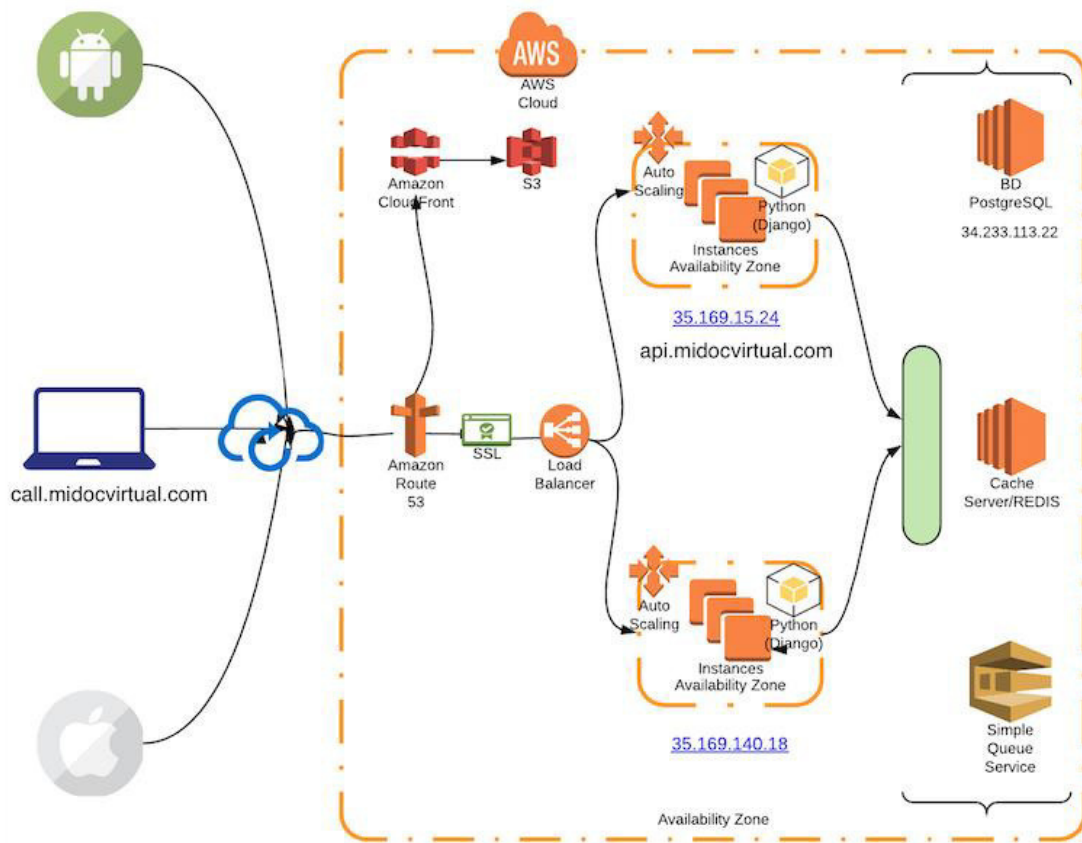 AWS
AWS
Cloud
Amazon
CloudFront
S3
Auto
Scaling
Python
(Django)
Instances
Availability Zone
35.169.15.24
api.midocvirtual.com
BD
PostgreSQL
34.233.113.22
call.midocvirtual.com
Amazon
Route
53
SSL
Load
Balancer
Cache
Server/REDIS
Auto
Scaling
Python
(Django)
Instances
Availability Zone
35.169.140.18
Simple
Queue
Service
Availability Zone